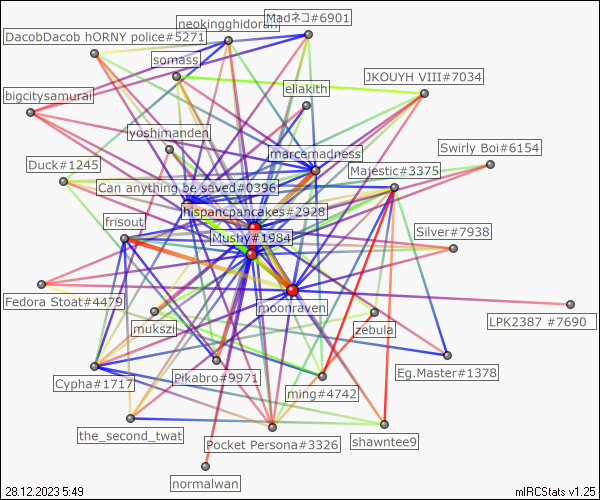 Madネコ#6901
neokingghidorah
DacobDacob hORNY police#5271
somass
JKOUYH VIII#7034
eliakith
bigcitysamurai
yoshimanden
Swirly Boi#6154
marcemadness
Duck#1245
Majestic#3375
Can anything be saved#0396
hispancpancakes#2928
frisout
Silver#7938
Mushy#1984
Fedora Stoat#4479
moonraven
LPK2387 #7690
mukszi
zebula
Eg.Master#1378
Cypha#1717
Pikabro#9971
ming#4742
the_second_twat
Pocket Persona#3326
shawntee9
normalwan
28.12.2023 5:49
mIRCStats v1.25